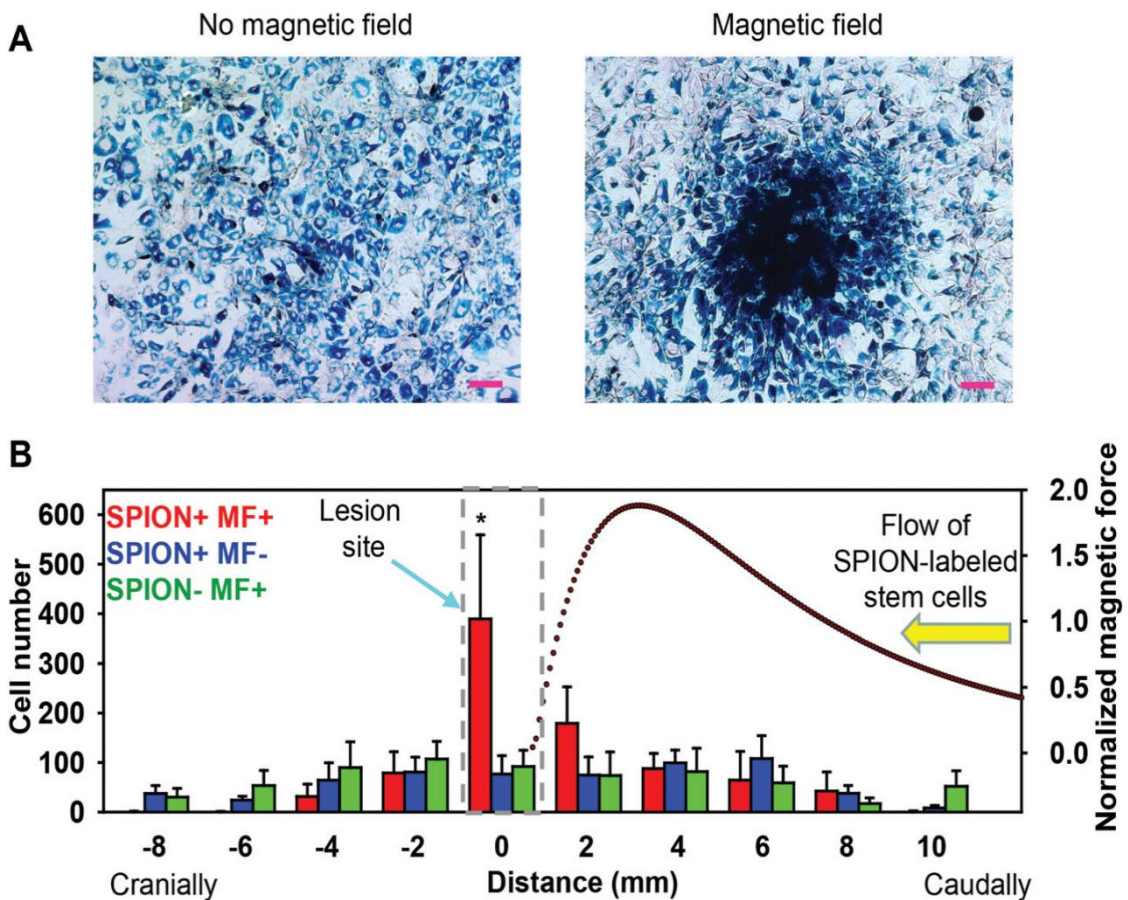 A
No magnetic field
Magnetic field
B
SPION+ MF+
SPION+ MF-
SPION- MF+
Lesion
site
*
Flow of
SPION-labeled
stem cells
Cell number
600
500
400
300
200
100
0
Normalized magnetic force
2.0
1.5
1.0
0.5
0.0
-8 -6 -4 -2 0 2 4 6 8 10
Cranially
Distance (mm)
Caudally